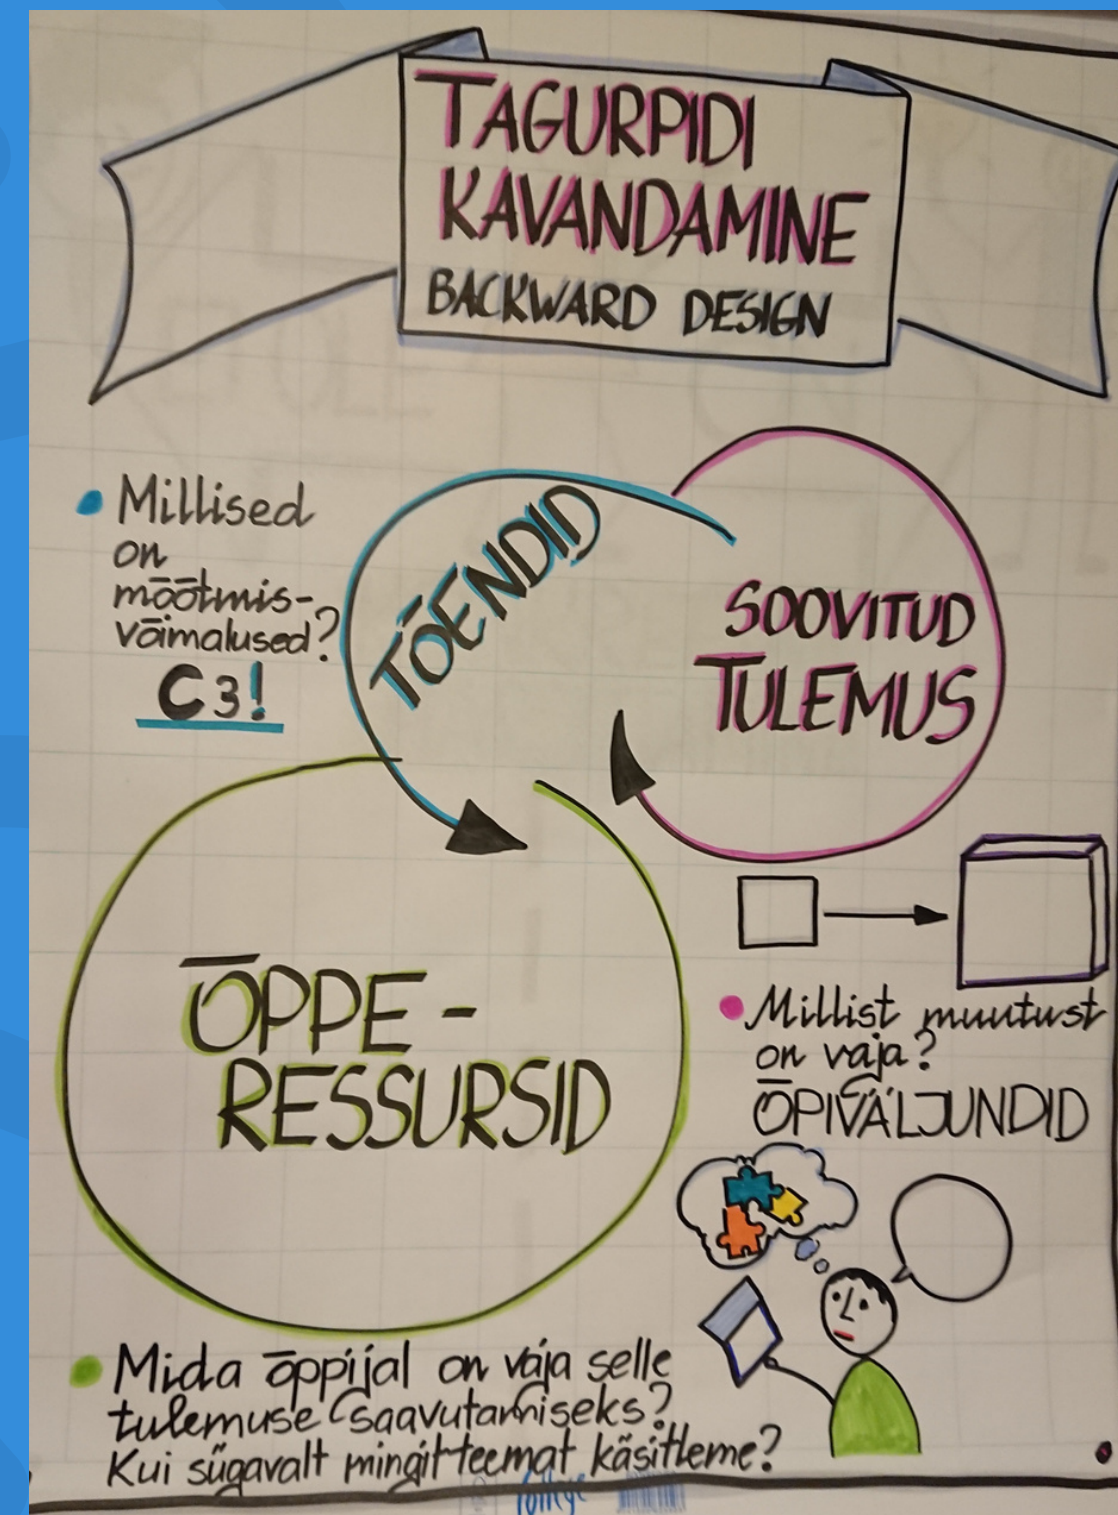 TAGURPIDI
KAVANDAMINE
BACKWARD DESIGN
SOOVITUD
TULEMUS
• Millist muutust
on vaja?
ÕPIVÄLJUNDID
TÕENDID
• Millised
on
mõõtmis-
võimalused?
C3!
ÕPPE-
RESSURSID
• Mida õppijal on vaja selle
tulemuse saavutamiseks?
Kui sügavalt mingit teemat käsitleme?